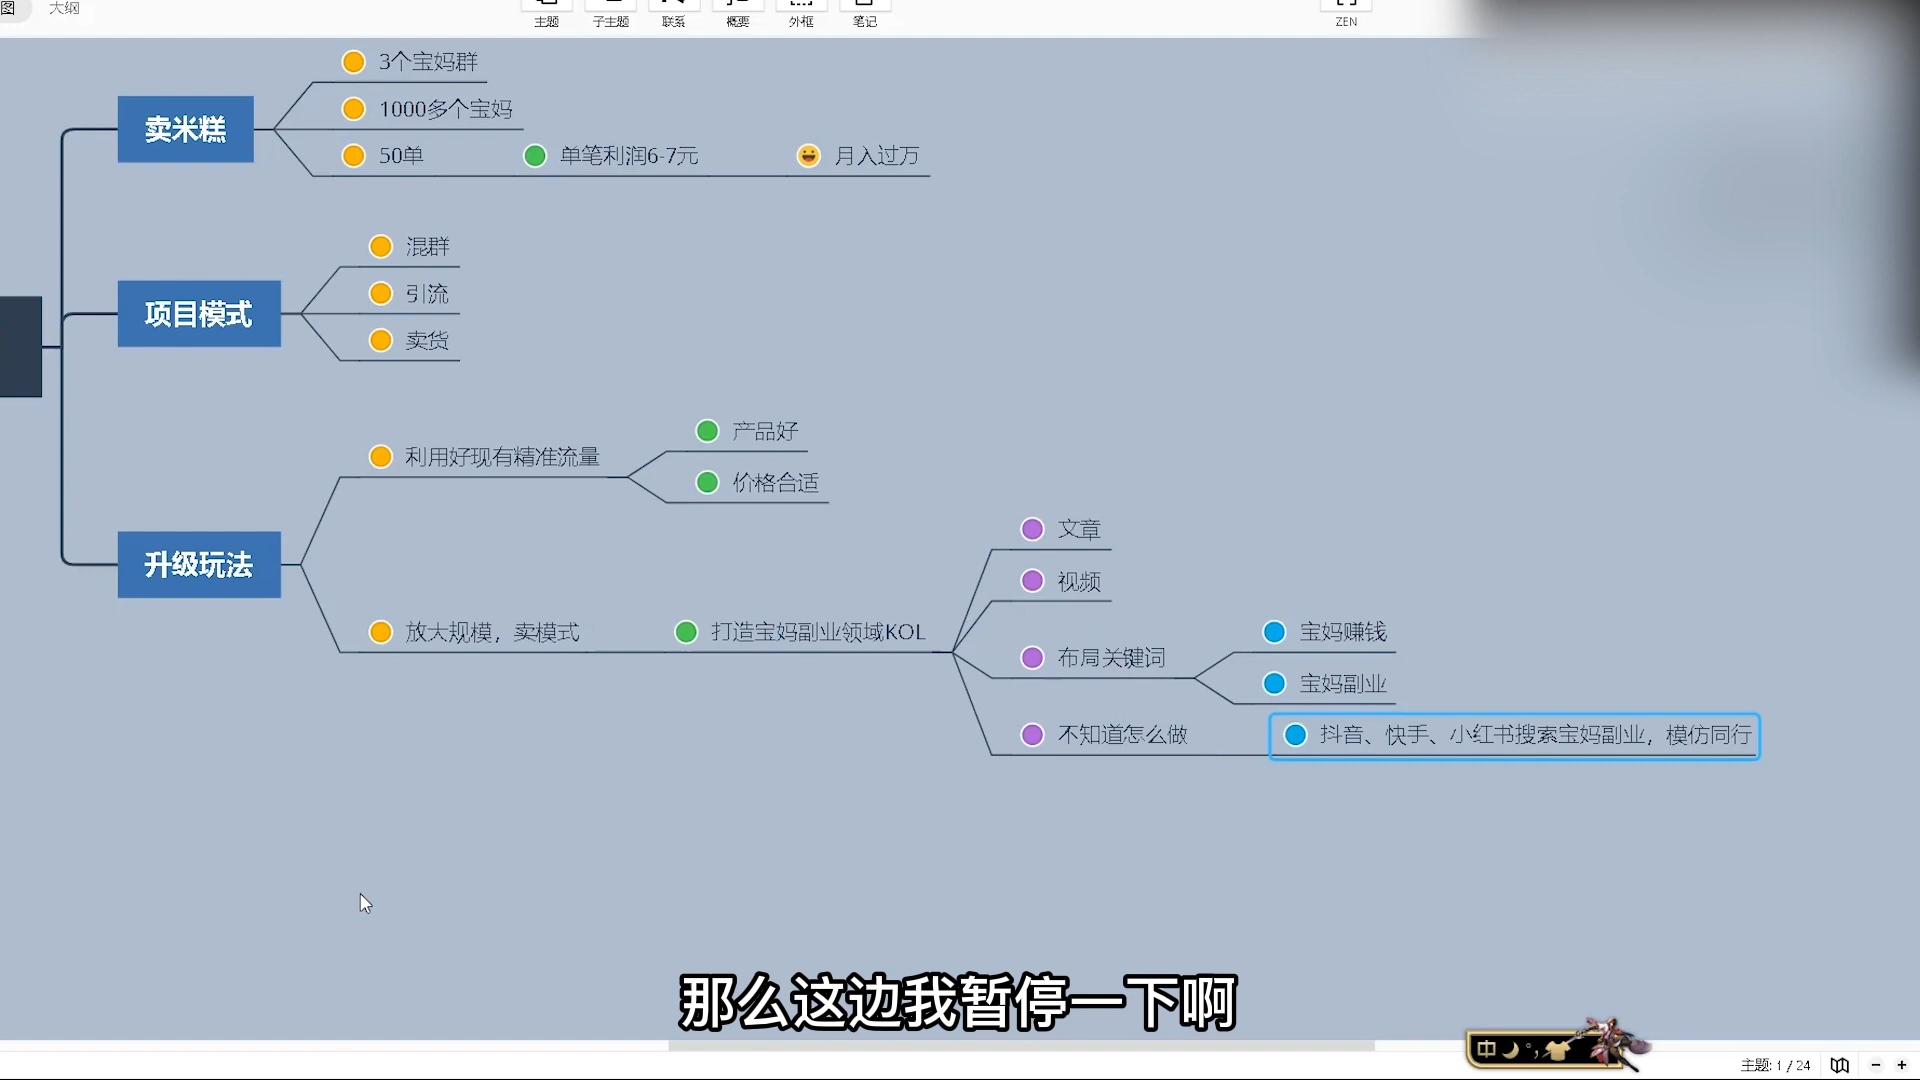 图 大纲
主题 子主题 联系 概要 外框 笔记 ZEN
3个宝妈群
卖米糕
1000多个宝妈
50单 单笔利润6-7元 月入过万
混群
项目模式
引流
卖货
利用好现有精准流量
产品好
价格合适
升级玩法
放大规模，卖模式 打造宝妈副业领域KOL
文章
视频
布局关键词
宝妈赚钱
宝妈副业
不知道怎么做 抖音、快手、小红书搜索宝妈副业，模仿同行
那么这边我暂停一下啊
中
主题: 1 / 24